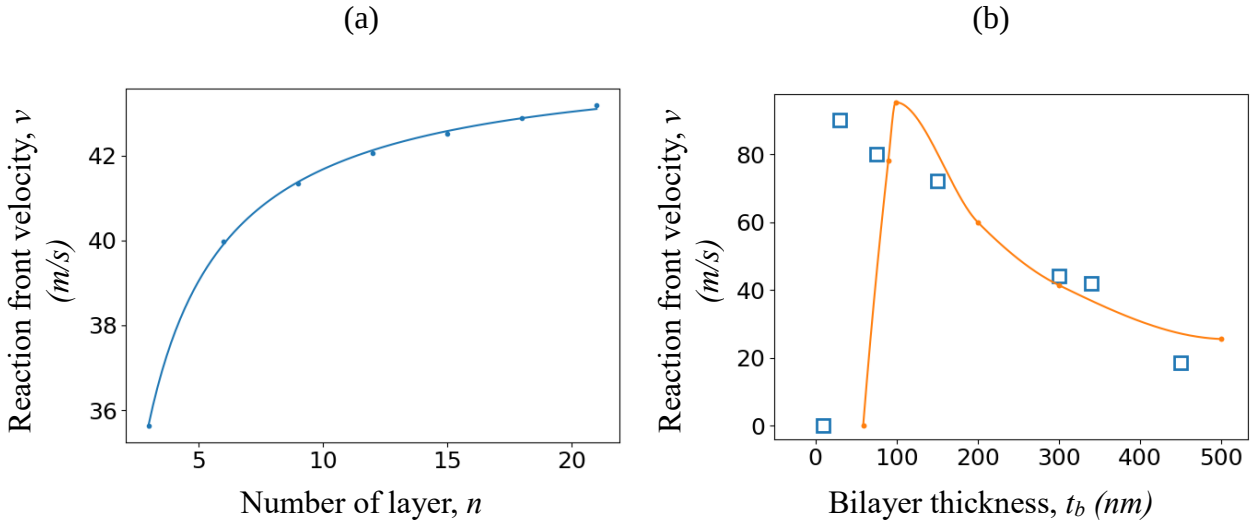 (a)
Reaction front velocity, v
(m/s)
42
40
38
36
5
10
15
20
Number of layer, n
(b)
Reaction front velocity, v
(m/s)
80
60
40
20
0
0
100
200
300
400
500
Bilayer thickness, t_b (nm)